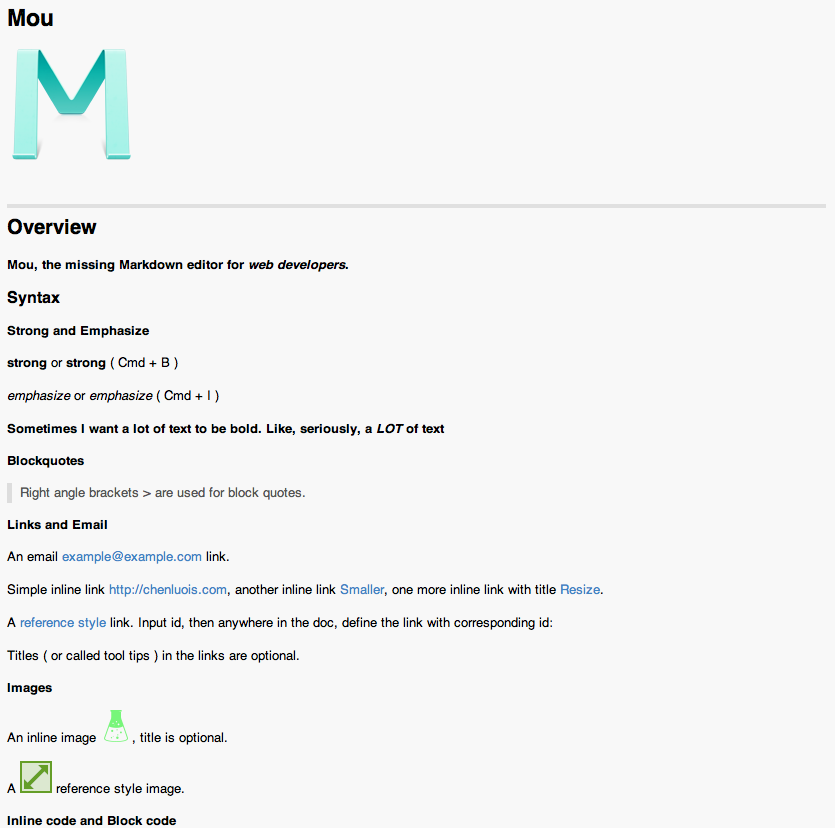 Mou
M
Overview
Mou, the missing Markdown editor for web developers.
Syntax
Strong and Emphasize
strong or strong ( Cmd + B )
emphasize or emphasize ( Cmd + I )
Sometimes I want a lot of text to be bold. Like, seriously, a LOT of text
Blockquotes
Right angle brackets > are used for block quotes.
Links and Email
An email example@example.com link.
Simple inline link http://chenluois.com, another inline link Smaller, one more inline link with title Resize.
A reference style link. Input id, then anywhere in the doc, define the link with corresponding id:
Titles ( or called tool tips ) in the links are optional.
Images
An inline image , title is optional.
A reference style image.
Inline code and Block code